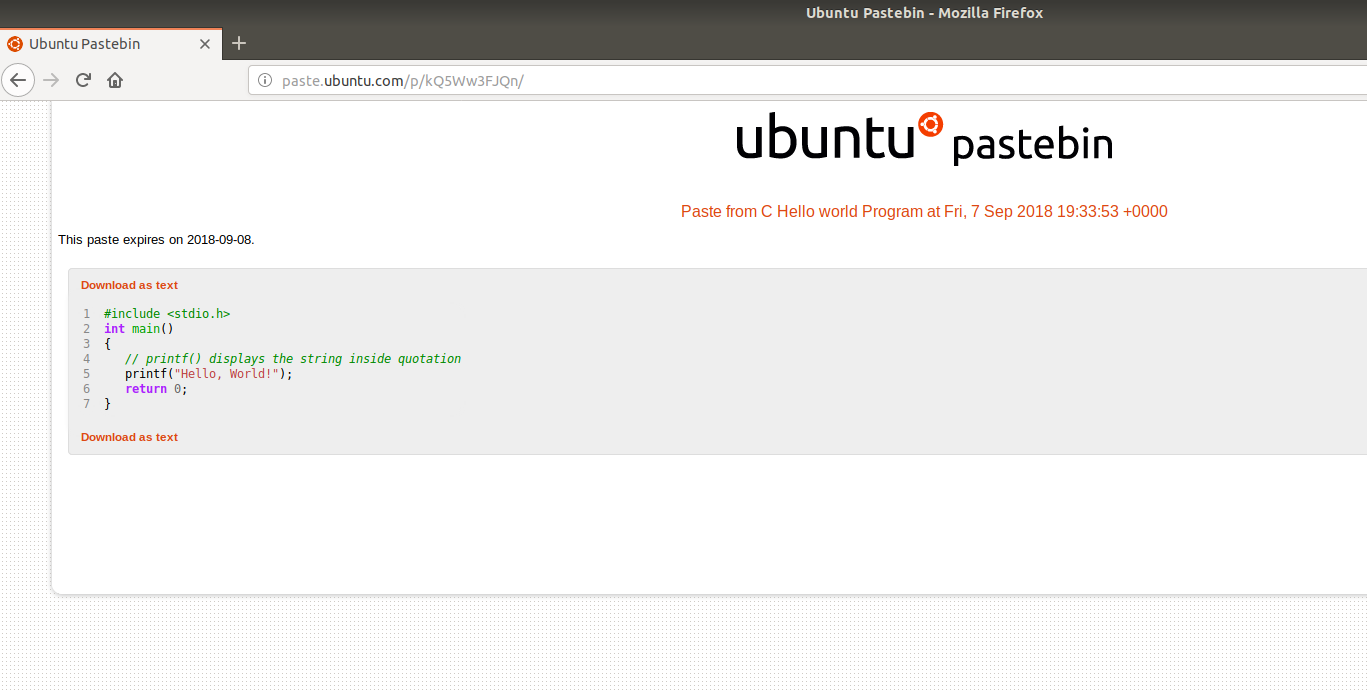 Ubuntu Pastebin - Mozilla Firefox
Ubuntu Pastebin
paste.ubuntu.com/p/kQ5Ww3FJQn/
ubuntu pastebin
Paste from C Hello world Program at Fri, 7 Sep 2018 19:33:53 +0000
This paste expires on 2018-09-08.
Download as text
1 #include <stdio.h>
2 int main()
3 {
4    // printf() displays the string inside quotation
5    printf("Hello, World!");
6    return 0;
7 }
Download as text